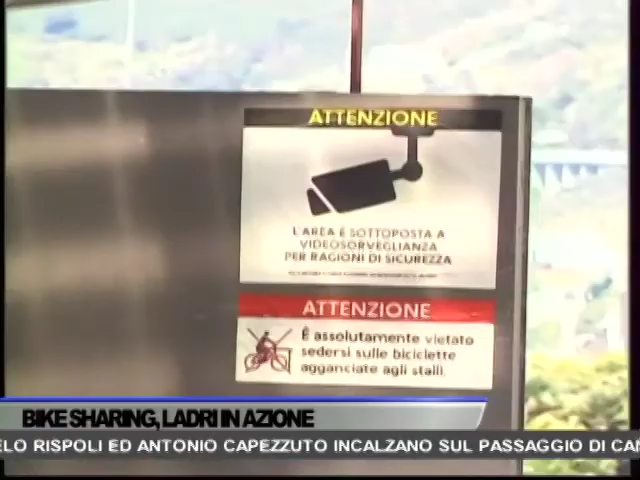 ATTENZIONE
L'AREA È SOTTOPOSTA A
VIDEOSORVEGLIANZA
PER RAGIONI DI SICUREZZA
ATTENZIONE
È assolutamente vietato
sedersi sulle biciclette
agganciate agli stalli.
BIKE SHARING, LADRI IN AZIONE
ELO RISPOLI ED ANTONIO CAPEZZUTO INCALZANO SUL PASSAGGIO DI CAN